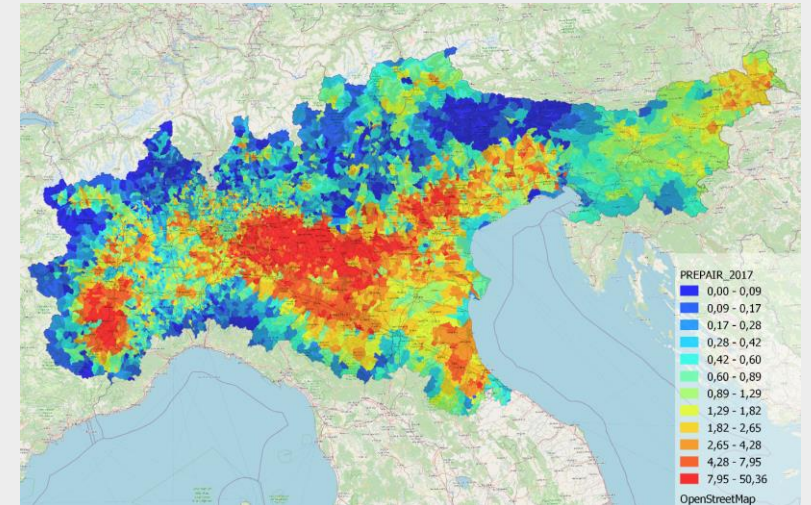 PREPAIR_2017
0,00 - 0,09
0,09 - 0,17
0,17 - 0,28
0,28 - 0,42
0,42 - 0,60
0,60 - 0,89
0,89 - 1,29
1,29 - 1,82
1,82 - 2,65
2,65 - 4,28
4,28 - 7,95
7,95 - 50,36
OpenStreetMap